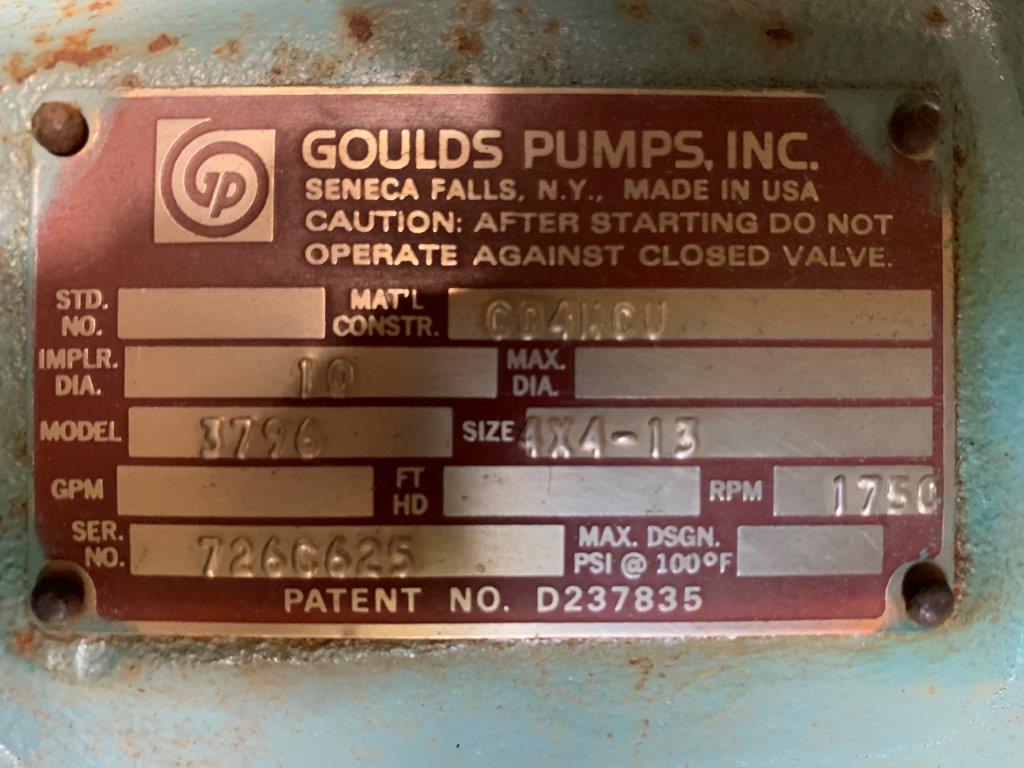 GP
GOULDS PUMPS, INC.
SENECA FALLS, N.Y., MADE IN USA
CAUTION: AFTER STARTING DO NOT
OPERATE AGAINST CLOSED VALVE.
STD. NO. MAT'L CONSTR. CD4MCU
IMPLR. DIA. 10 MAX. DIA.
MODEL 3796 SIZE 4X4-13
GPM FT HD RPM 1750
SER. NO. 726C625 MAX. DSGN. PSI @ 100°F
PATENT NO. D237835